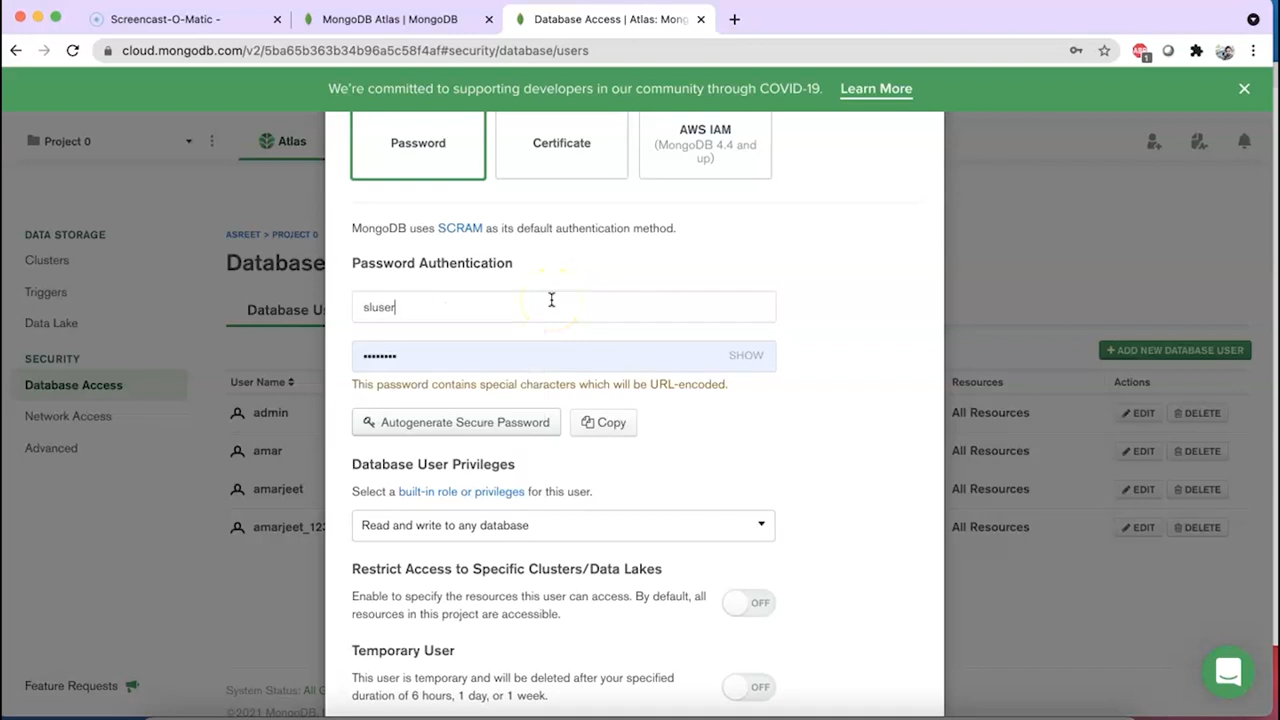 Screencast-O-Matic -
MongoDB Atlas | MongoDB
Database Access | Atlas: Mong
cloud.mongodb.com/v2/5ba65b363b34b96a5c58f4af#security/database/users
We're committed to supporting developers in our community through COVID-19. Learn More
Project 0
Atlas
DATA STORAGE
Clusters
Triggers
Data Lake
SECURITY
Database Access
Network Access
Advanced
Feature Requests
ASREET > PROJECT 0
Database
Database Us
+ ADD NEW DATABASE USER
User Name
Resources
Actions
admin
All Resources
EDIT
DELETE
amar
All Resources
EDIT
DELETE
amarjeet
All Resources
EDIT
DELETE
amarjeet_123
All Resources
EDIT
DELETE
System Status: All G
©2021 MongoDB,
Password
Certificate
AWS IAM
(MongoDB 4.4 and
up)
MongoDB uses SCRAM as its default authentication method.
Password Authentication
sluser
••••••••
SHOW
This password contains special characters which will be URL-encoded.
Autogenerate Secure Password
Copy
Database User Privileges
Select a built-in role or privileges for this user.
Read and write to any database
Restrict Access to Specific Clusters/Data Lakes
Enable to specify the resources this user can access. By default, all
resources in this project are accessible.
OFF
Temporary User
This user is temporary and will be deleted after your specified
duration of 6 hours, 1 day, or 1 week.
OFF